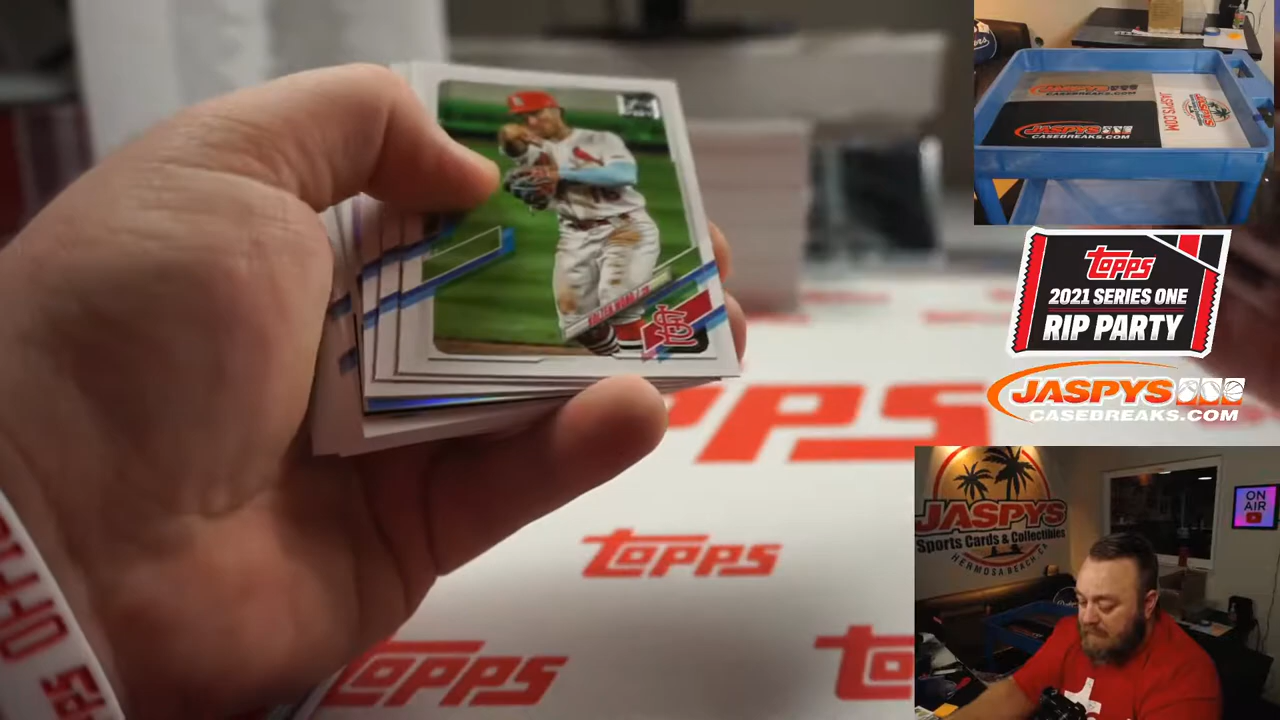 JASPYS
CASEBREAKS.COM
JASPYS.COM
TOPPS
2021 SERIES ONE
RIP PARTY
JASPYS
CASEBREAKS.COM
TOPPS
TOPPS
TOPPS
JASPYS
Sports Cards & Collectibles
HERMOSA BEACH CA
ON
AIR